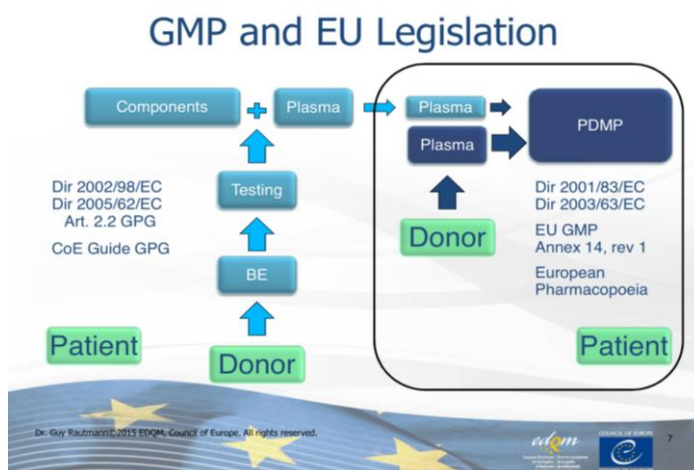 GMP and EU Legislation
Components
Plasma
Plasma
Plasma
PDMP
Testing
BE
Donor
Donor
Dir 2002/98/EC
Dir 2005/62/EC
Art. 2.2 GPG
CoE Guide GPG
Dir 2001/83/EC
Dir 2003/63/EC
EU GMP
Annex 14, rev 1
European
Pharmacopoeia
Patient
Patient
Dr. Guy Rautmann©2015 EDQM, Council of Europe. All rights reserved.
edqm
COUNCIL OF EUROPE
7